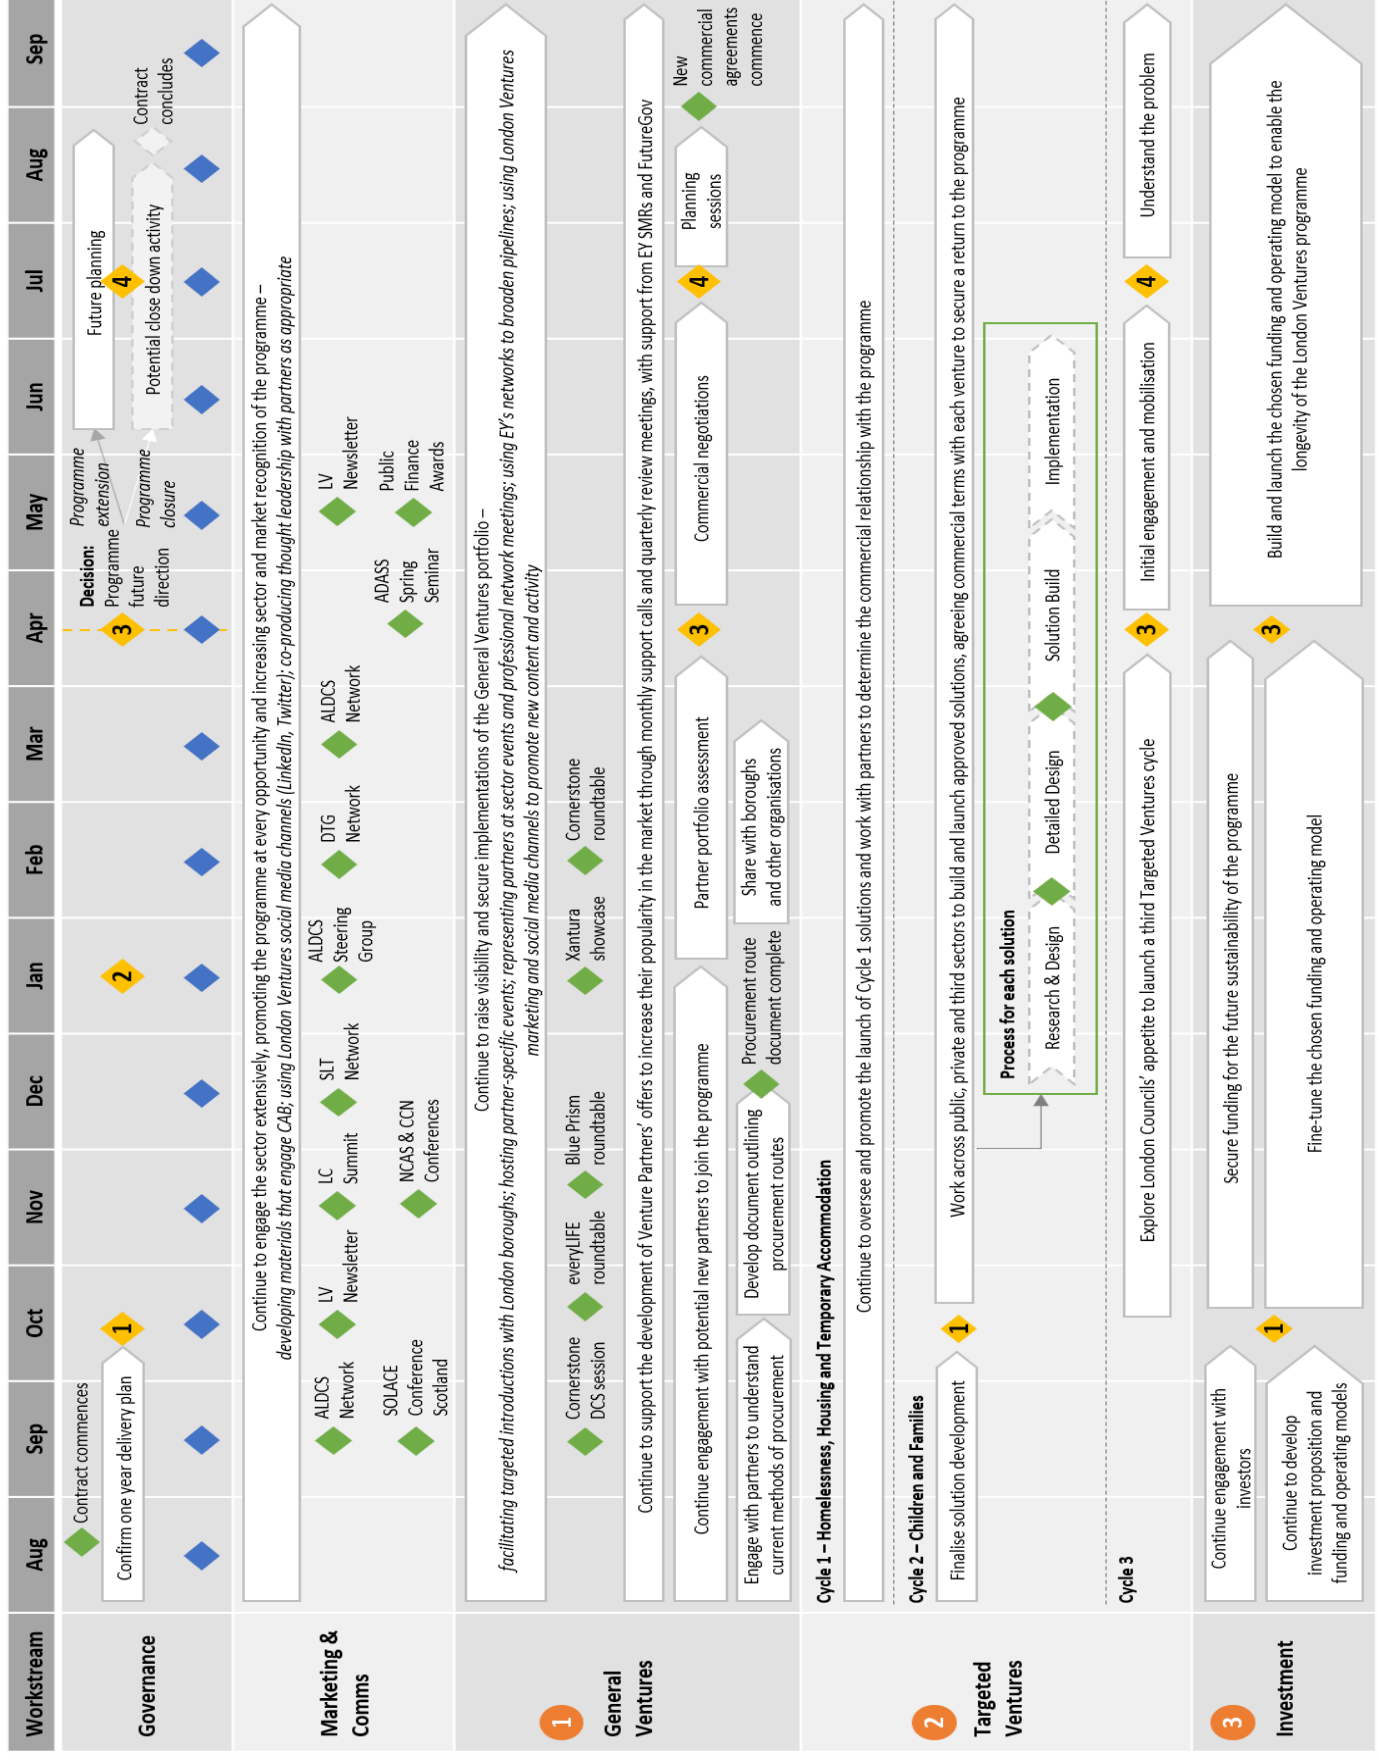 Workstream
Aug
Sep
Oct
Nov
Dec
Jan
Feb
Mar
Apr
May
Jun
Jul
Aug
Sep
Governance
Contract commences
Confirm one year delivery plan
1
2
3
Decision:
Programme
future
direction
Programme
extension
Programme
closure
Future planning
4
Potential close down activity
Contract
concludes
Marketing &
Comms
Continue to engage the sector extensively, promoting the programme at every opportunity and increasing sector and market recognition of the programme –
developing materials that engage CAB; using London Ventures social media channels (LinkedIn, Twitter); co-producing thought leadership with partners as appropriate
ALDCS
Network
LV
Newsletter
LC
Summit
SLT
Network
ALDCS
Steering
Group
DTG
Network
ALDCS
Network
LV
Newsletter
SOLACE
Conference
Scotland
NCAS & CCN
Conferences
ADASS
Spring
Seminar
Public
Finance
Awards
1
General
Ventures
Continue to raise visibility and secure implementations of the General Ventures portfolio –
facilitating targeted introductions with London boroughs; hosting partner-specific events; representing partners at sector events and professional network meetings; using EY's networks to broaden pipelines; using London Ventures
marketing and social media channels to promote new content and activity
Cornerstone
DCS session
everyLIFE
roundtable
Blue Prism
roundtable
Xantura
showcase
Cornerstone
roundtable
Continue to support the development of Venture Partners' offers to increase their popularity in the market through monthly support calls and quarterly review meetings, with support from EY SMRs and FutureGov
Continue engagement with potential new partners to join the programme
Partner portfolio assessment
3
Commercial negotiations
4
Planning
sessions
New
commercial
agreements
commence
Engage with partners to understand
current methods of procurement
Develop document outlining
procurement routes
Procurement route
document complete
Share with boroughs
and other organisations
2
Targeted
Ventures
Cycle 1 – Homelessness, Housing and Temporary Accommodation
Continue to oversee and promote the launch of Cycle 1 solutions and work with partners to determine the commercial relationship with the programme
Cycle 2 – Children and Families
Finalise solution development
1
Work across public, private and third sectors to build and launch approved solutions, agreeing commercial terms with each venture to secure a return to the programme
Process for each solution
Research & Design
Detailed Design
Solution Build
Implementation
Cycle 3
Explore London Councils' appetite to launch a third Targeted Ventures cycle
3
Initial engagement and mobilisation
4
Understand the problem
3
Investment
Continue engagement with
investors
Continue to develop
investment proposition and
funding and operating models
1
Secure funding for the future sustainability of the programme
Fine-tune the chosen funding and operating model
3
Build and launch the chosen funding and operating model to enable the
longevity of the London Ventures programme